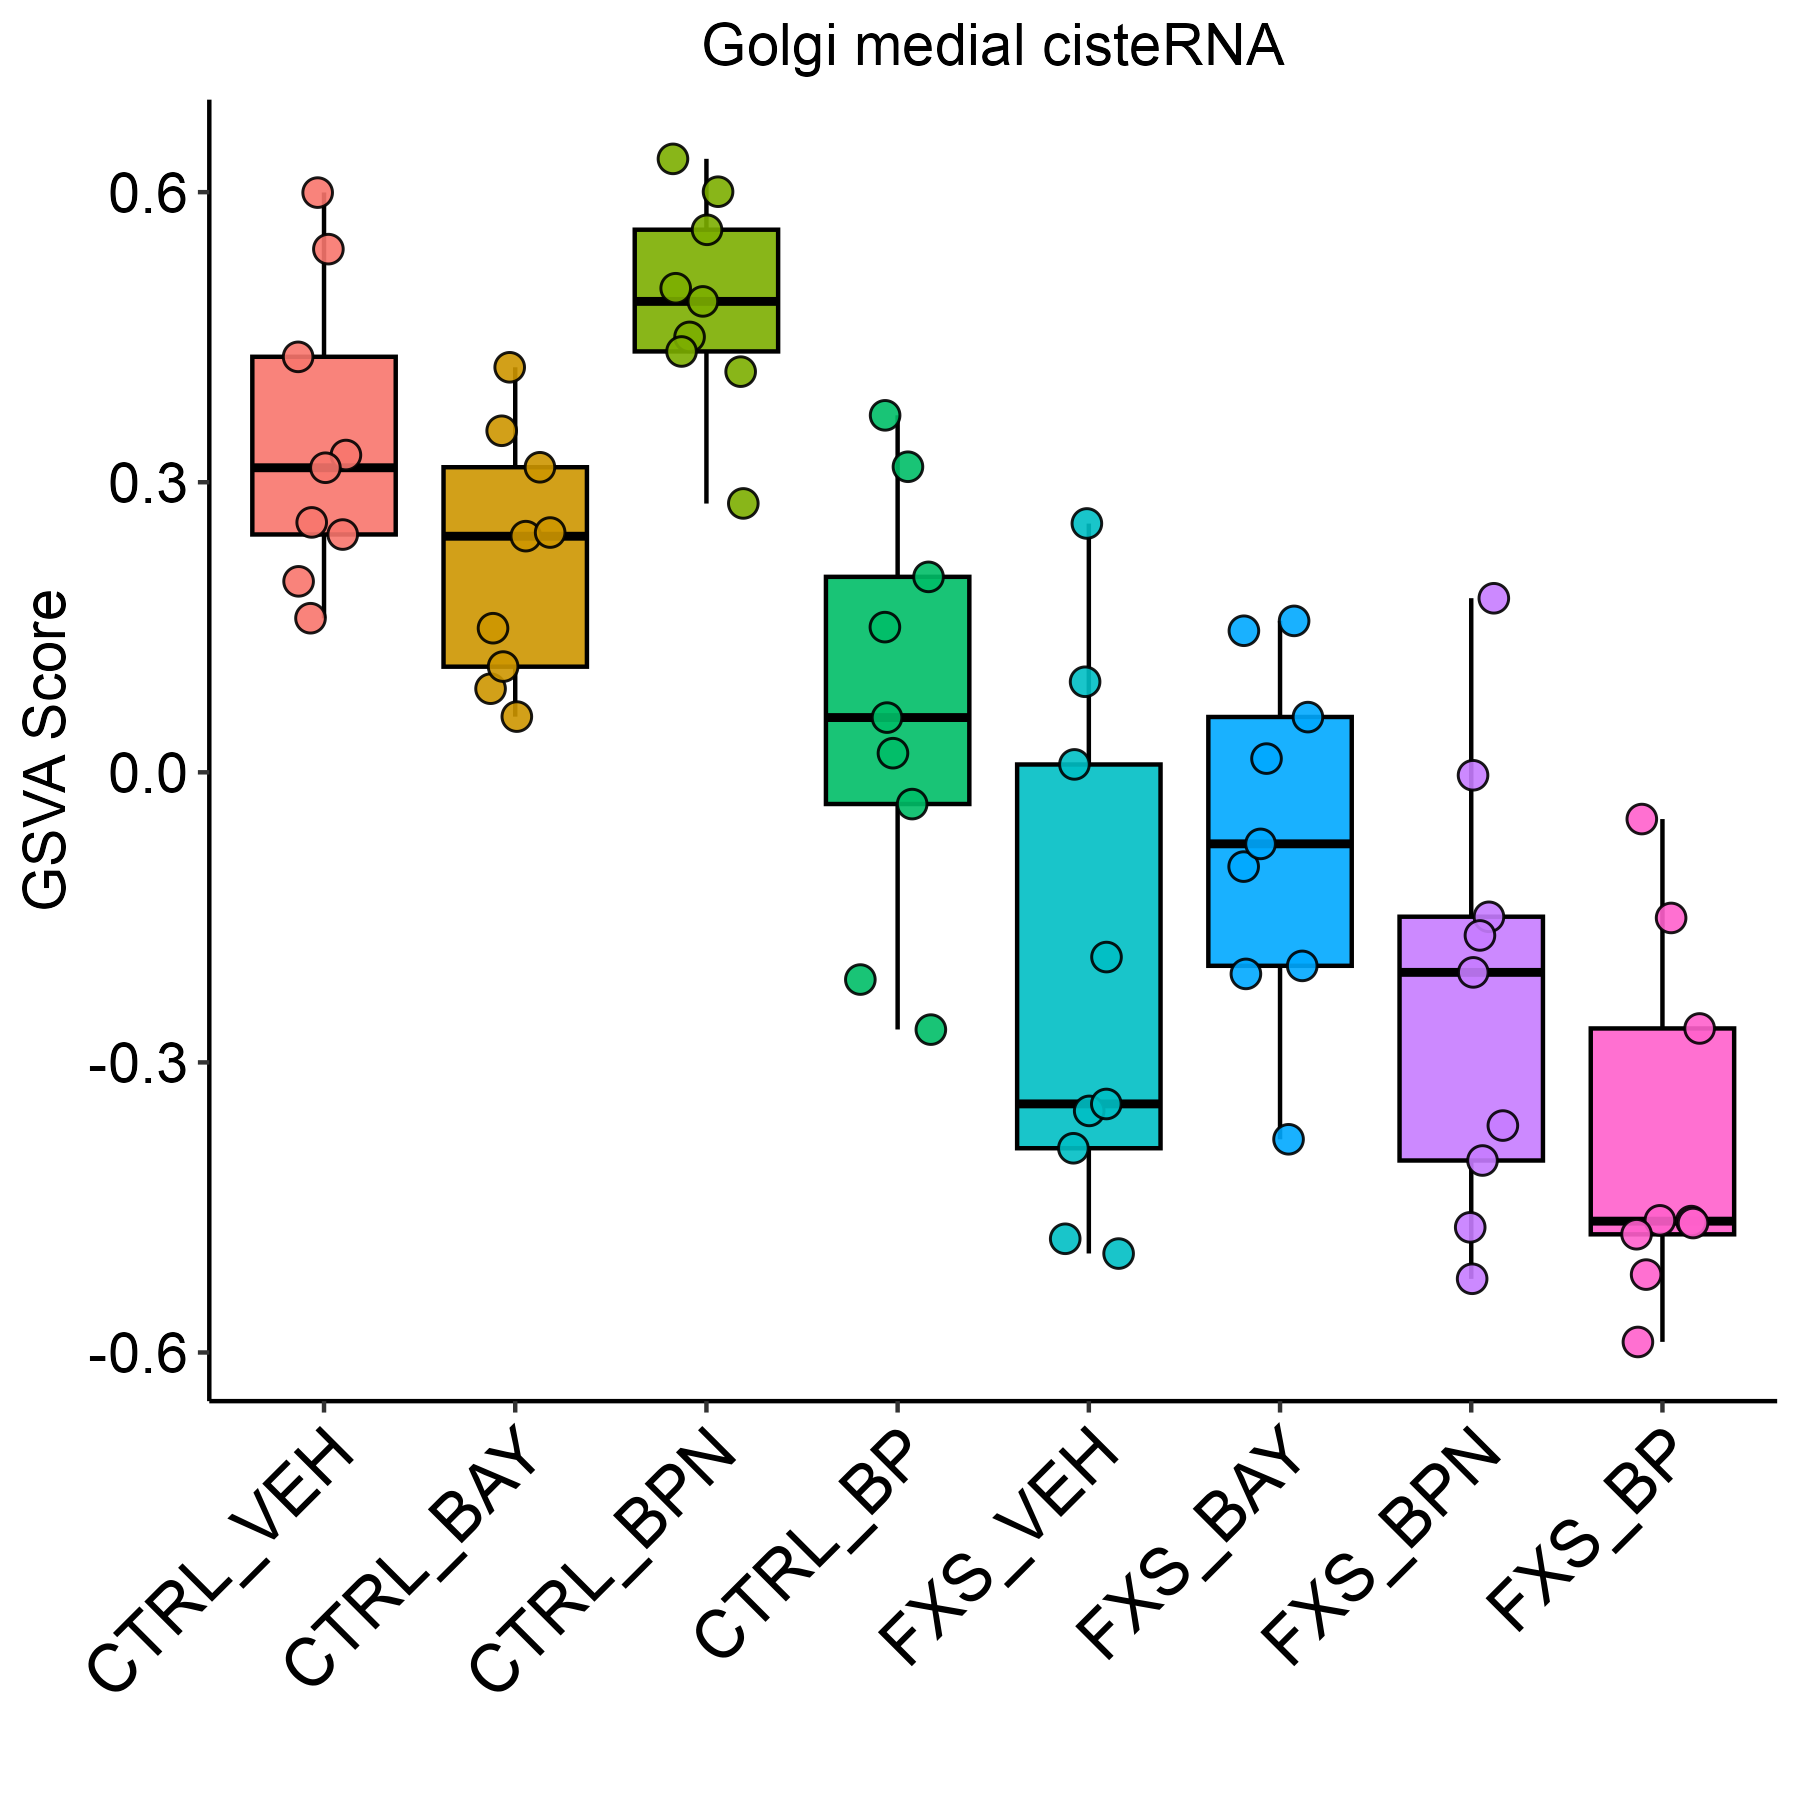 Golgi medial cisteRNA
GSVA Score
0.6
0.3
0.0
-0.3
-0.6
CTRL_VEH
CTRL_BAY
CTRL_BPN
CTRL_BP
FXS_VEH
FXS_BAY
FXS_BPN
FXS_BP